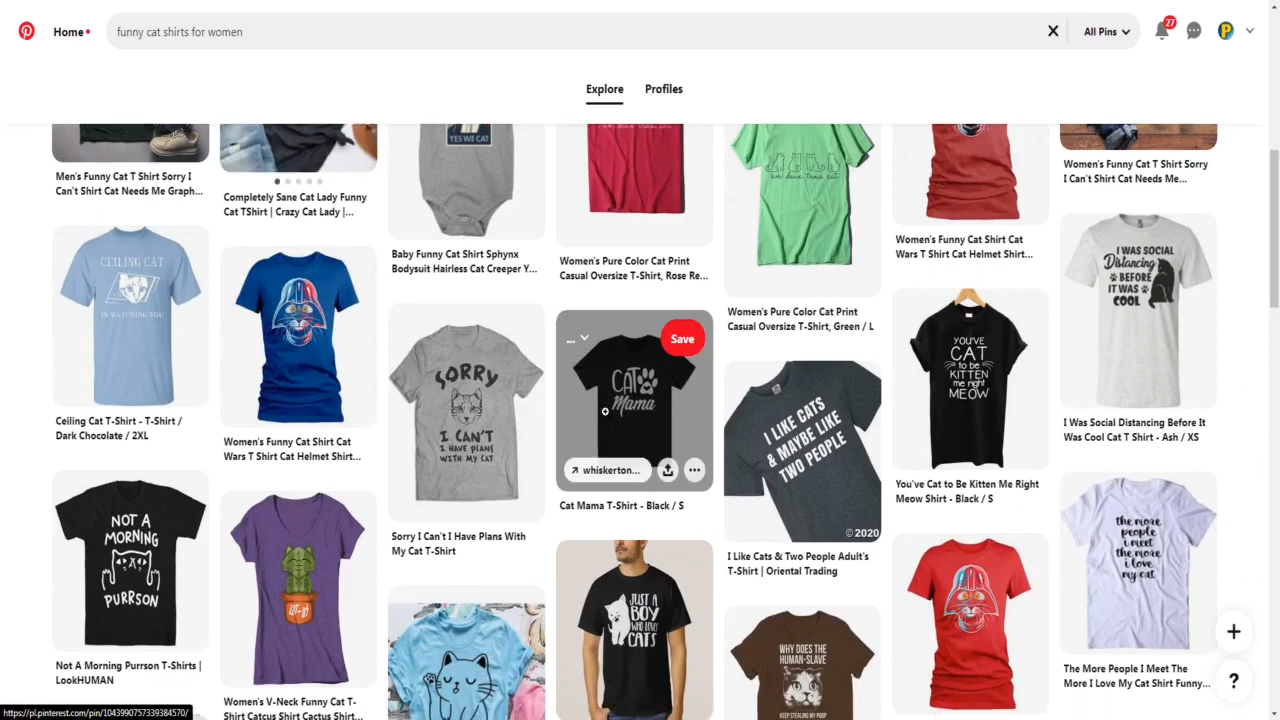 Home
funny cat shirts for women
All Pins
27
P
Explore
Profiles
Men's Funny Cat T Shirt Sorry
I Can't Shirt Cat Needs Me Graph...
Ceiling Cat
is watching you
Ceiling Cat T-Shirt - T-Shirt /
Dark Chocolate / 2XL
NOT A
MORNING
PURRSON
Not A Morning Purrson T-Shirts |
LookHUMAN
Completely Sane Cat Lady Funny
Cat TShirt | Crazy Cat Lady |...
Women's Funny Cat Shirt Cat
Wars T Shirt Cat Helmet Shirt...
Women's V-Neck Funny Cat T-
Shirt Catcus Shirt Cactus Shirt...
YES WE CAT
Baby Funny Cat Shirt Sphynx
Bodysuit Hairless Cat Creeper Y...
SORRY
I CAN'T
I HAVE PLANS
WITH MY CAT
Sorry I Can't I Have Plans With
My Cat T-Shirt
Women's Pure Color Cat Print
Casual Oversize T-Shirt, Rose Re...
Save
CAT
Mama
whiskerton...
Cat Mama T-Shirt - Black / S
JUST A
BOY
WHO LOVES
CATS
un deux trois cat
Women's Pure Color Cat Print
Casual Oversize T-Shirt, Green / L
I LIKE CATS
& MAYBE LIKE
TWO PEOPLE
©2020
I Like Cats & Two People Adult's
T-Shirt | Oriental Trading
WHY DOES THE
HUMAN-SLAVE
KEEP STEALING MY POOP
Women's Funny Cat Shirt Cat
Wars T Shirt Cat Helmet Shirt...
YOU'VE
CAT
to be
KITTEN
me right
MEOW
You've Cat to Be Kitten Me Right
Meow Shirt - Black / S
Women's Funny Cat T Shirt Sorry
I Can't Shirt Cat Needs Me...
I WAS SOCIAL
Distancing
BEFORE
IT WAS
COOL
I Was Social Distancing Before It
Was Cool Cat T Shirt - Ash / XS
the more
people
i meet
the more
i love
my cat
The More People I Meet The
More I Love My Cat Shirt Funny...
?
https://pl.pinterest.com/pin/1043990757339384570/